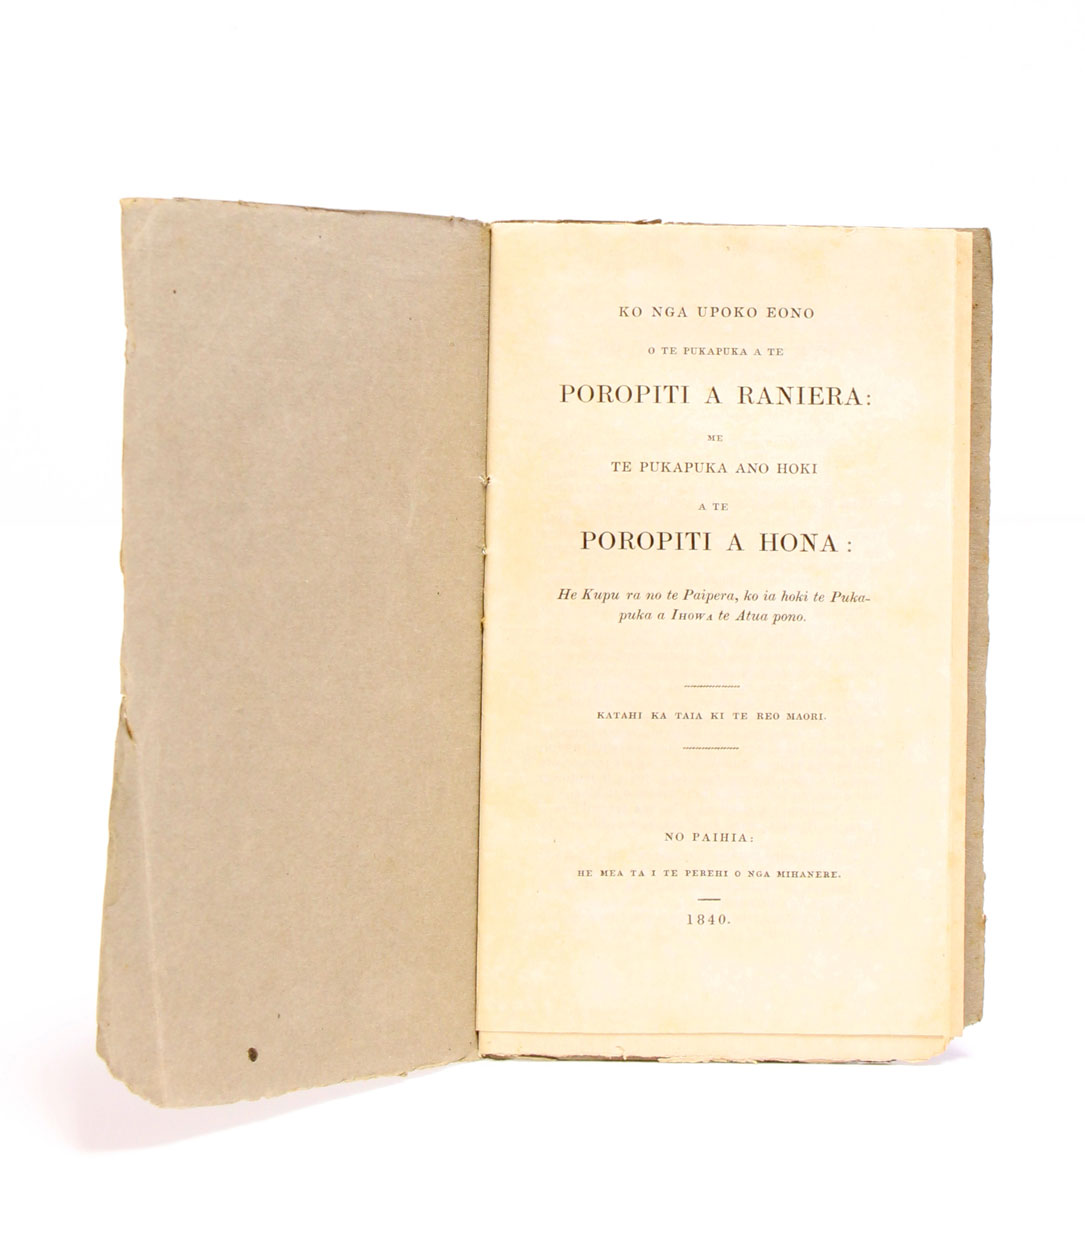 KO NGA UPOKO EONO
O TE PUKAPUKA A TE
POROPITI A RANIERA:
ME
TE PUKAPUKA ANO HOKI
A TE
POROPITI A HONA:
He Kupu ra no te Paipera, ko ia hoki te Puka-
puka a IHOWA te Atua pono.
KATAHI KA TAIA KI TE REO MAORI.
NO PAIHIA:
HE MEA TA I TE PEREHI O NGA MIHANERE.
1840.